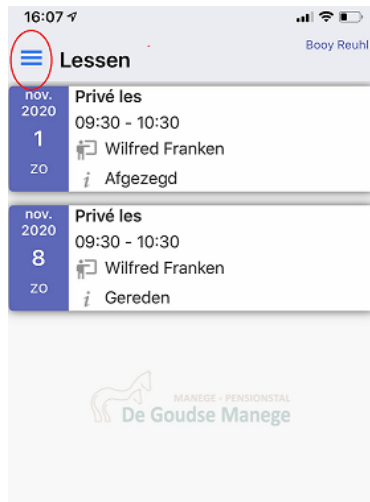 16:07
Booy Reuhl
Lessen
nov.
2020
1
zo
Privé les
09:30 - 10:30
Wilfred Franken
i Afgezegd
nov.
2020
8
zo
Privé les
09:30 - 10:30
Wilfred Franken
i Gereden
MANEGE - PENSIONSTAL
De Goudse Manege